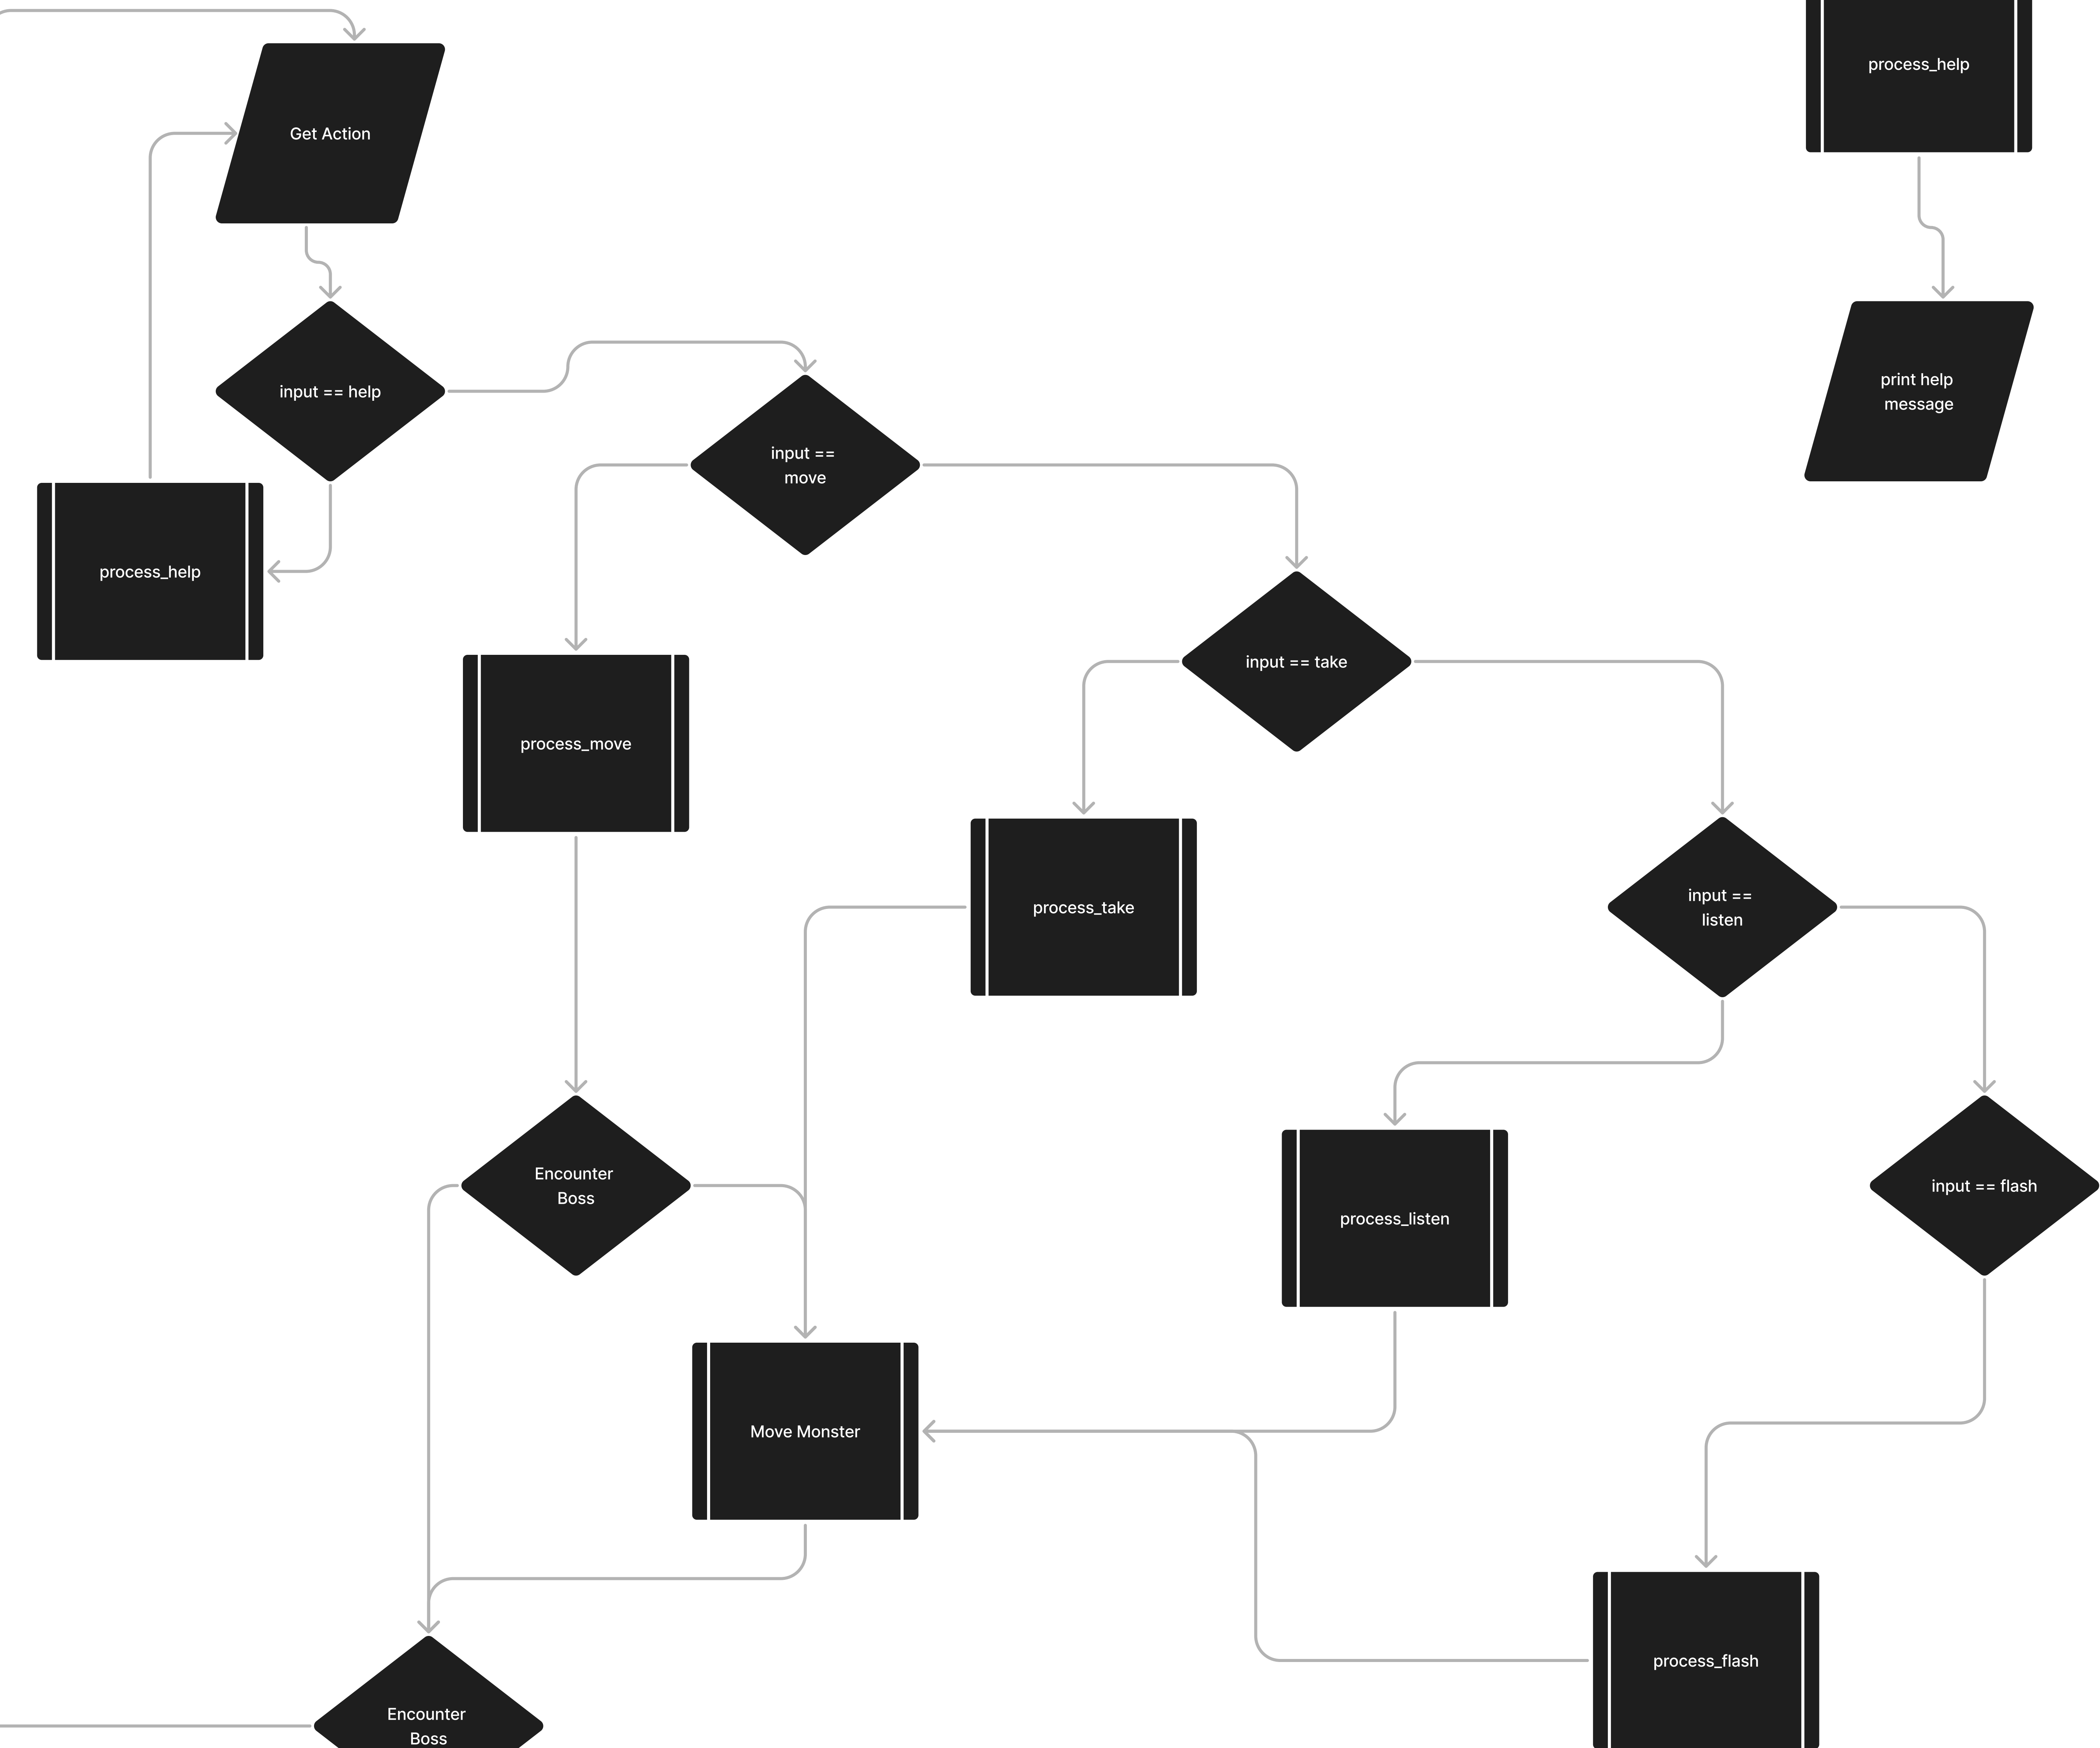 process_help
Get Action
print help
message
input == help
input ==
move
process_help
input == take
process_move
input ==
listen
process_take
Encounter
Boss
input == flash
process_listen
Move Monster
process_flash
Encounter
Boss